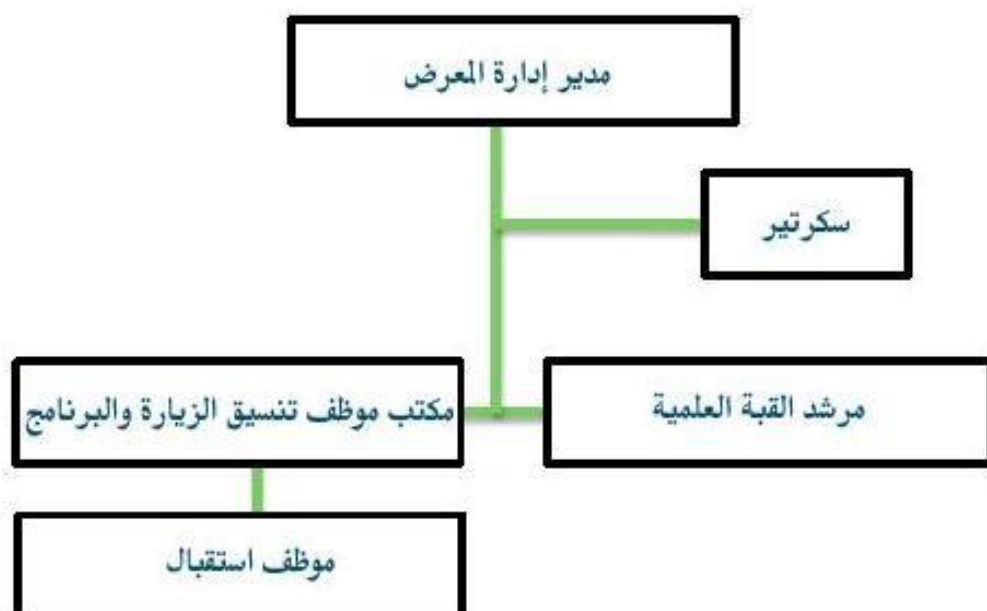 مدير إدارة المعرض
سكرتير
مرشد القبة العلمية
مكتب موظف تنسيق الزيارة والبرنامج
موظف استقبال